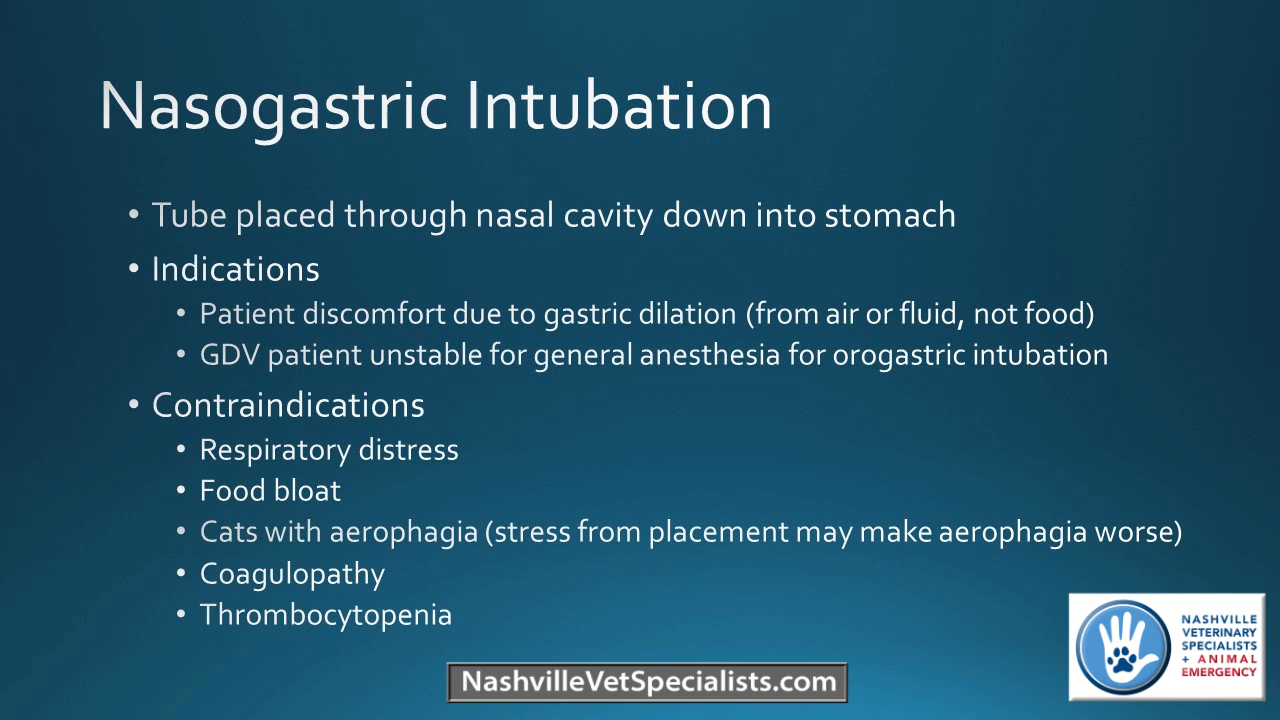 Nasogastric Intubation
• Tube placed through nasal cavity down into stomach
• Indications
• Patient discomfort due to gastric dilation (from air or fluid, not food)
• GDV patient unstable for general anesthesia for orogastric intubation
• Contraindications
• Respiratory distress
• Food bloat
• Cats with aerophagia (stress from placement may make aerophagia worse)
• Coagulopathy
• Thrombocytopenia
NASHVILLE
VETERINARY
SPECIALISTS
+ ANIMAL
EMERGENCY
NashvilleVetSpecialists.com